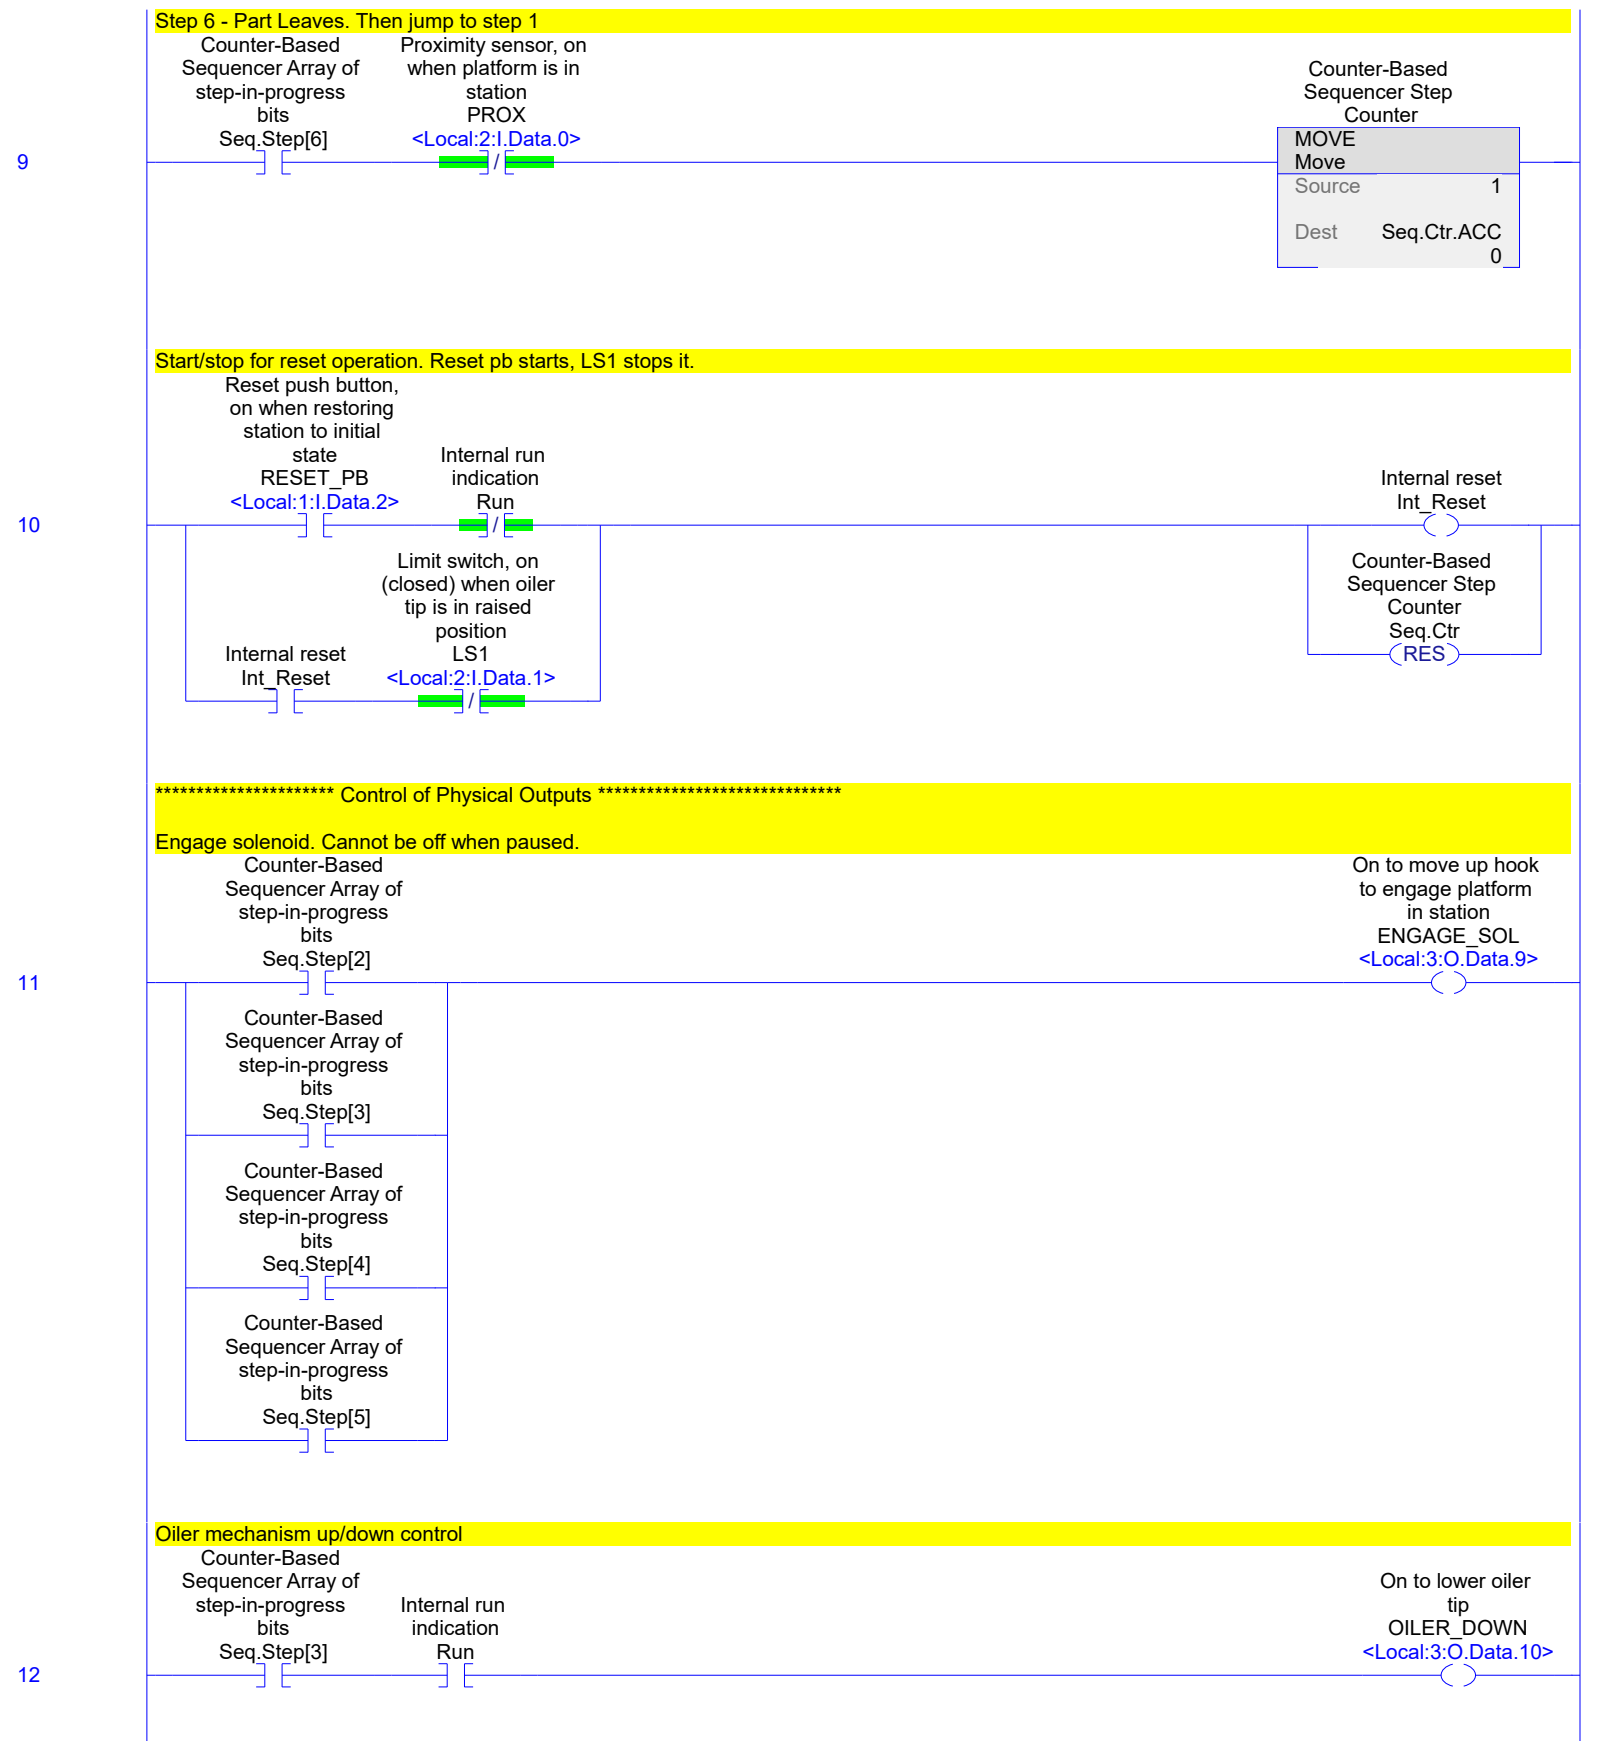 Step 6 - Part Leaves. Then jump to step 1
Counter-Based
Sequencer Array of
step-in-progress
bits
Seq.Step[6]
Proximity sensor, on
when platform is in
station
PROX
<Local:2:I.Data.0>
Counter-Based
Sequencer Step
Counter
9
/
MOVE
Move
Source 1
Dest Seq.Ctr.ACC
0
Start/stop for reset operation. Reset pb starts, LS1 stops it.
Reset push button,
on when restoring
station to initial
state
RESET_PB
<Local:1:I.Data.2>
Internal run
indication
Run
Internal reset
Int_Reset
10
/
Limit switch, on
(closed) when oiler
tip is in raised
position
LS1
<Local:2:I.Data.1>
Internal reset
Int_Reset
/
Counter-Based
Sequencer Step
Counter
Seq.Ctr
RES
********************** Control of Physical Outputs ******************************
Engage solenoid. Cannot be off when paused.
Counter-Based
Sequencer Array of
step-in-progress
bits
Seq.Step[2]
On to move up hook
to engage platform
in station
ENGAGE_SOL
<Local:3:O.Data.9>
11
Counter-Based
Sequencer Array of
step-in-progress
bits
Seq.Step[3]
Counter-Based
Sequencer Array of
step-in-progress
bits
Seq.Step[4]
Counter-Based
Sequencer Array of
step-in-progress
bits
Seq.Step[5]
Oiler mechanism up/down control
Counter-Based
Sequencer Array of
step-in-progress
bits
Seq.Step[3]
Internal run
indication
Run
On to lower oiler
tip
OILER_DOWN
<Local:3:O.Data.10>
12